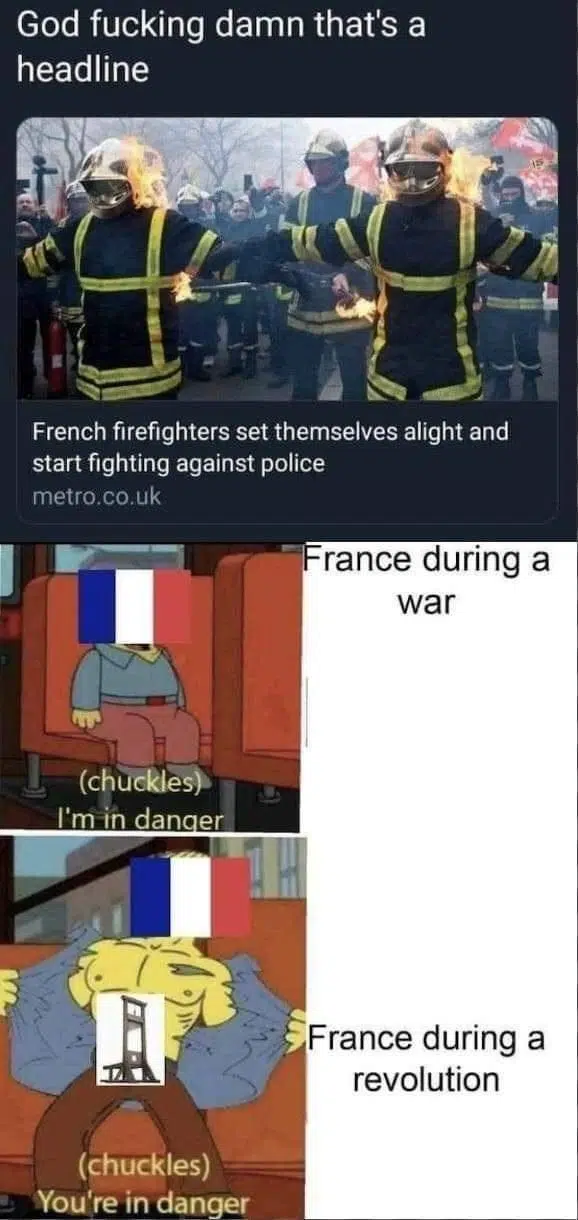 God fucking damn that's a
headline
French firefighters set themselves alight and
start fighting against police
metro.co.uk
France during a
war
(chuckles)
I'm in danger
France during a
revolution
(chuckles)
You're in danger